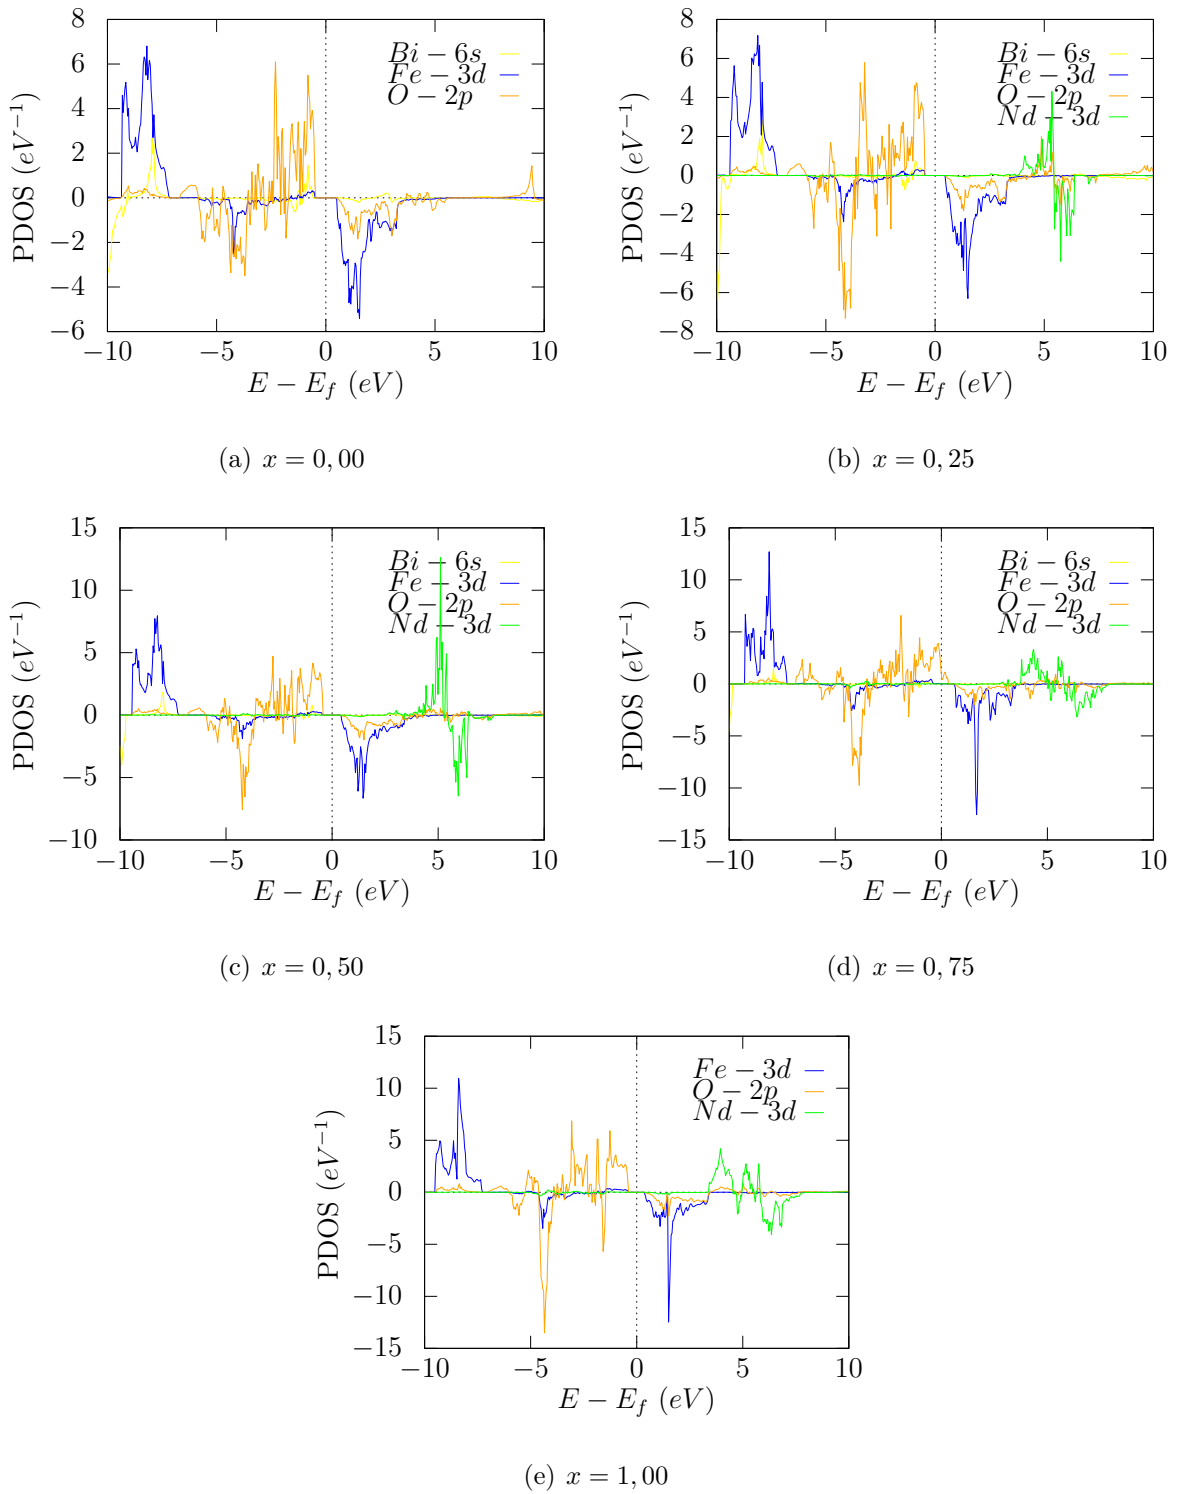 8
6
4
2
0
−2
−4
−6
−10 −5 0 5 10
PDOS (eV⁻¹)
E − E_f (eV)
Bi − 6s
Fe − 3d
O − 2p
(a) x = 0, 00
8
6
4
2
0
−2
−4
−6
−8
−10 −5 0 5 10
PDOS (eV⁻¹)
E − E_f (eV)
Bi − 6s
Fe − 3d
O − 2p
Nd − 3d
(b) x = 0, 25
15
10
5
0
−5
−10
−10 −5 0 5 10
PDOS (eV⁻¹)
E − E_f (eV)
Bi − 6s
Fe − 3d
O − 2p
Nd − 3d
(c) x = 0, 50
15
10
5
0
−5
−10
−15
−10 −5 0 5 10
PDOS (eV⁻¹)
E − E_f (eV)
Bi − 6s
Fe − 3d
O − 2p
Nd − 3d
(d) x = 0, 75
15
10
5
0
−5
−10
−15
−10 −5 0 5 10
PDOS (eV⁻¹)
E − E_f (eV)
Fe − 3d
O − 2p
Nd − 3d
(e) x = 1, 00